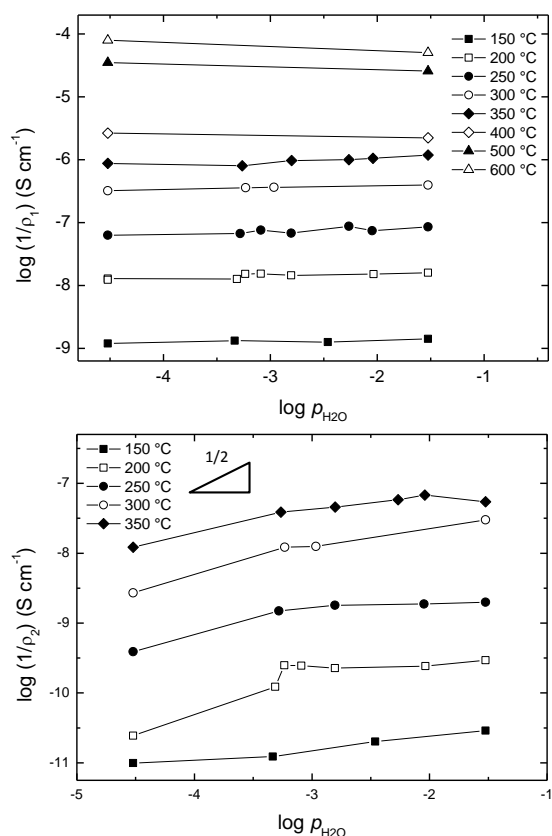 -4
-5
-6
-7
-8
-9
log (1/ρ₁) (S cm⁻¹)
150 °C
200 °C
250 °C
300 °C
350 °C
400 °C
500 °C
600 °C
-4 -3 -2 -1
log pH2O
-7
-8
-9
-10
-11
log (1/ρ₂) (S cm⁻¹)
150 °C
200 °C
250 °C
300 °C
350 °C
1/2
-5 -4 -3 -2 -1
log pH2O